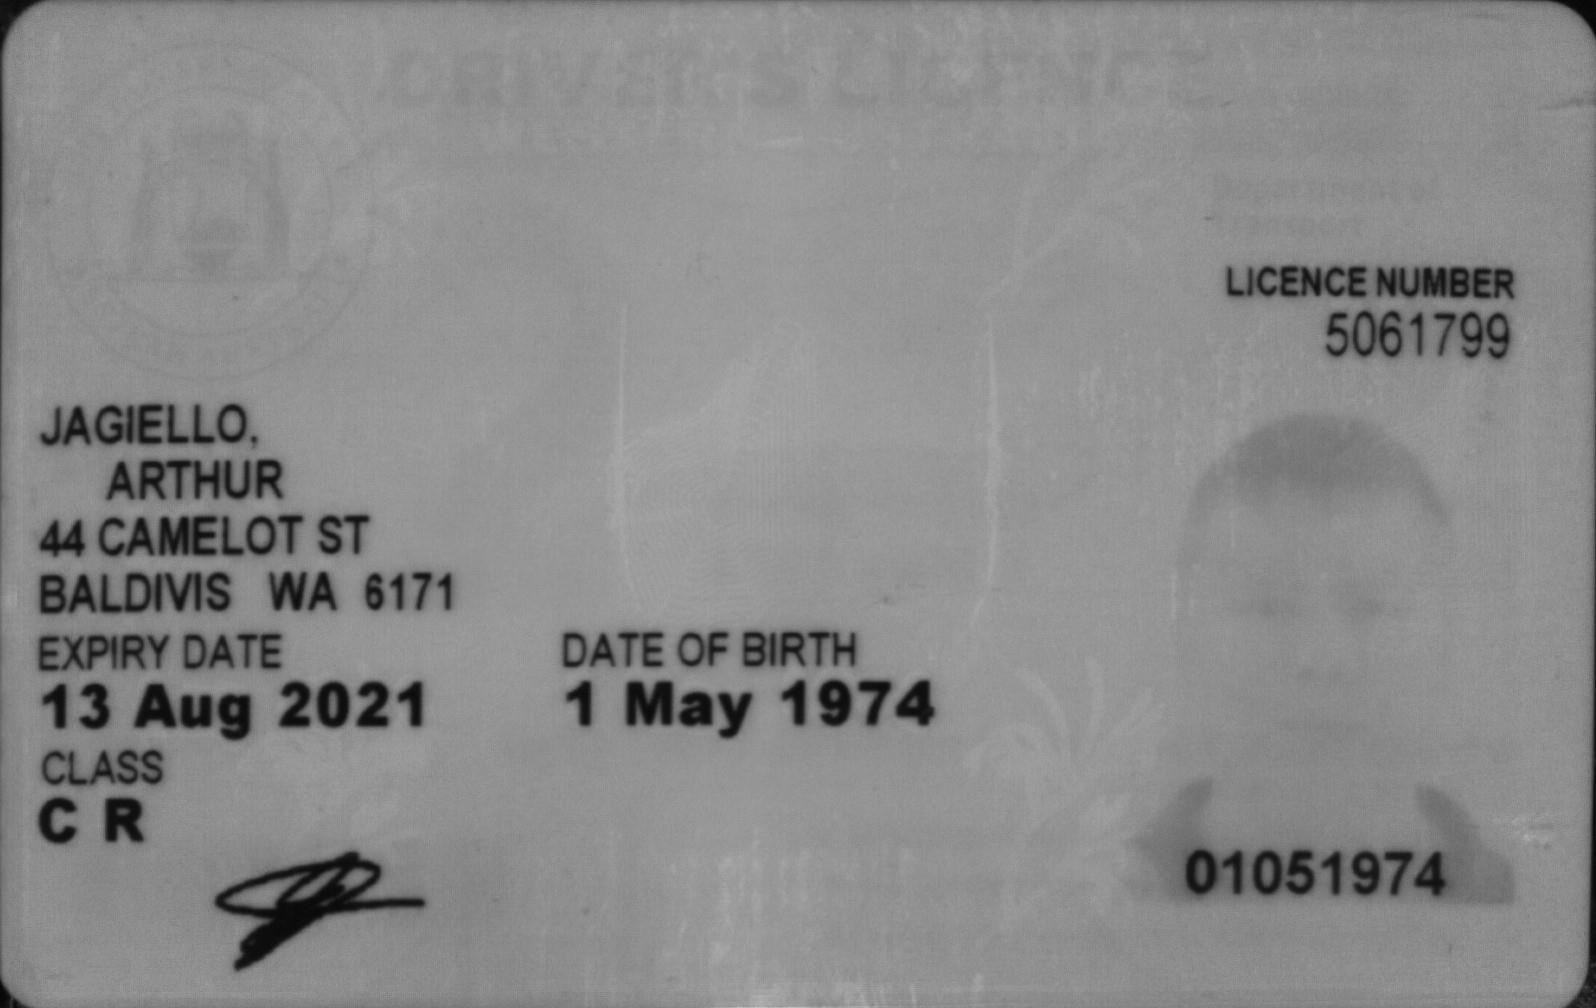 DRIVER'S LICENCE
Department of
Transport
LICENCE NUMBER
5061799
JAGIELLO,
ARTHUR
44 CAMELOT ST
BALDIVIS WA 6171
EXPIRY DATE
13 Aug 2021
DATE OF BIRTH
1 May 1974
CLASS
C R
01051974